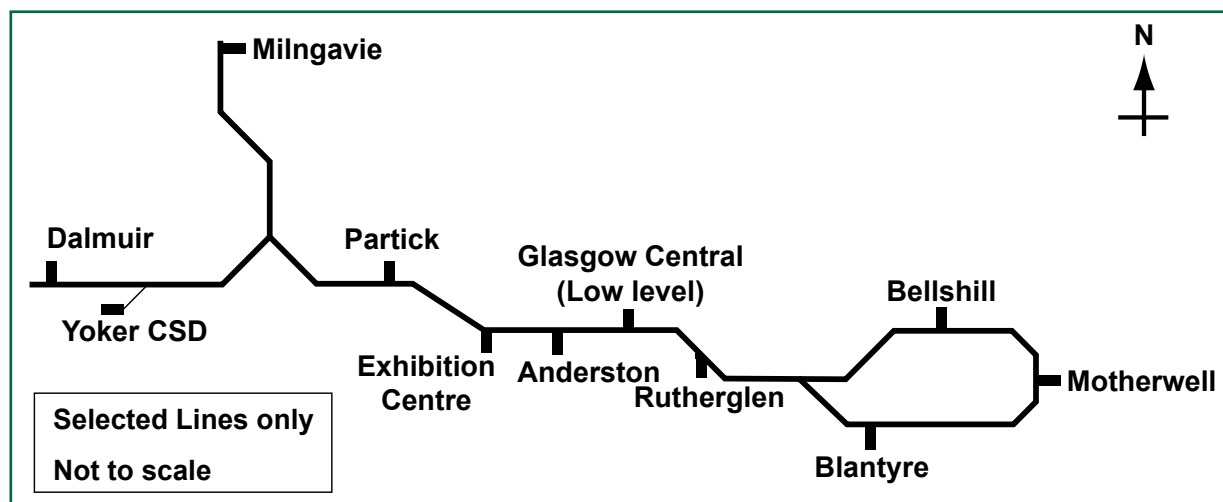 Milngavie
N
Dalmuir
Partick
Glasgow Central
(Low level)
Bellshill
Yoker CSD
Exhibition
Centre
Anderston
Rutherglen
Motherwell
Blantyre
Selected Lines only
Not to scale